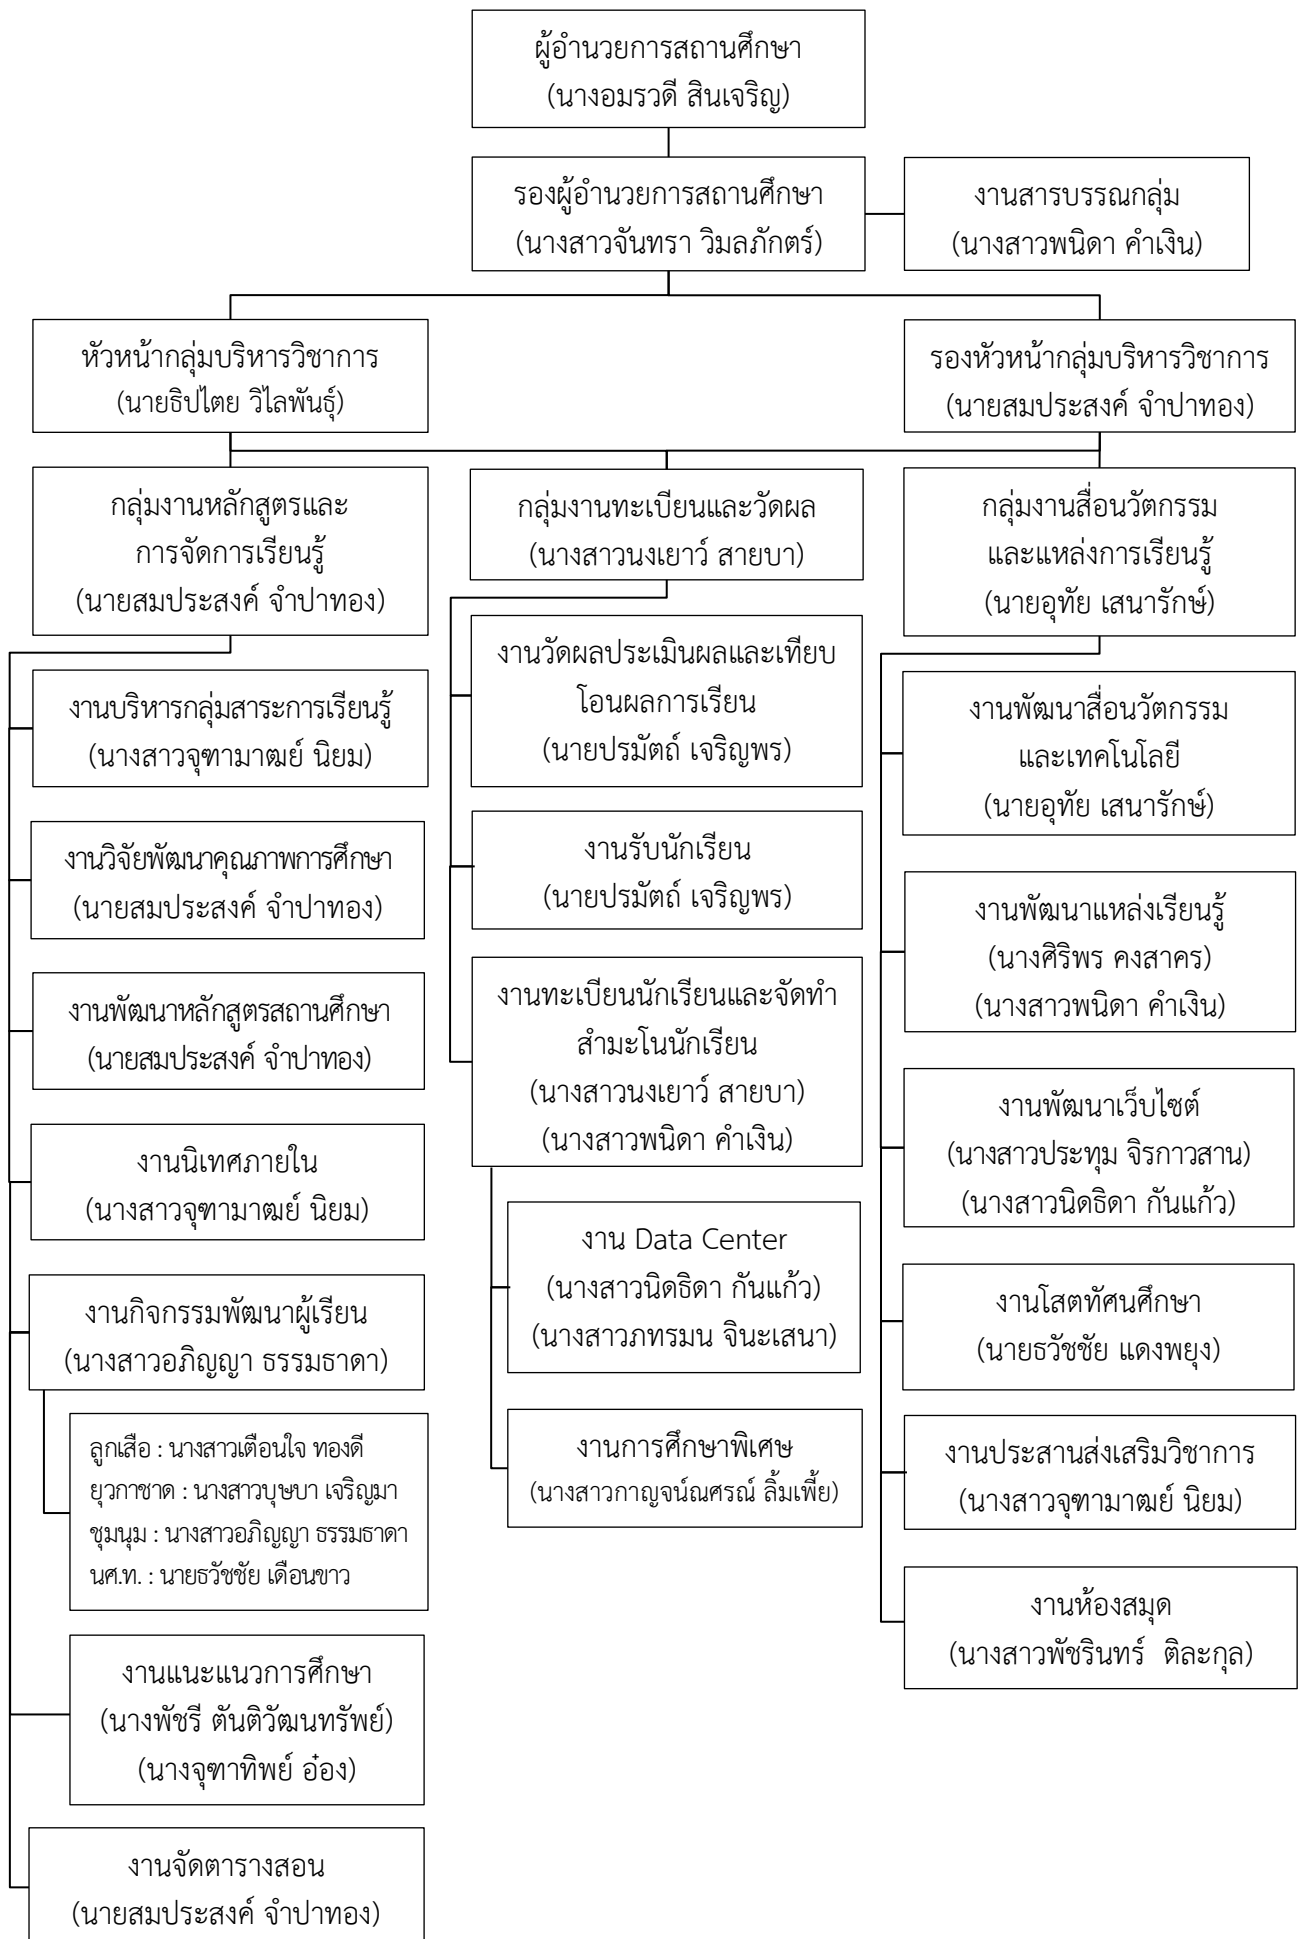 ผู้อำนวยการสถานศึกษา
(นางอมรวดี สินเจริญ)
รองผู้อำนวยการสถานศึกษา
(นางสาวจันทรา วิมลภักตร์)
งานสารบรรณกลุ่ม
(นางสาวพนิดา คำเงิน)
หัวหน้ากลุ่มบริหารวิชาการ
(นายธิปไตย วิไลพันธุ์)
รองหัวหน้ากลุ่มบริหารวิชาการ
(นายสมประสงค์ จำปาทอง)
กลุ่มงานหลักสูตรและ
การจัดการเรียนรู้
(นายสมประสงค์ จำปาทอง)
งานบริหารกลุ่มสาระการเรียนรู้
(นางสาวจุฑามาฒย์ นิยม)
งานวิจัยพัฒนาคุณภาพการศึกษา
(นายสมประสงค์ จำปาทอง)
งานพัฒนาหลักสูตรสถานศึกษา
(นายสมประสงค์ จำปาทอง)
งานนิเทศภายใน
(นางสาวจุฑามาฒย์ นิยม)
งานกิจกรรมพัฒนาผู้เรียน
(นางสาวอภิญญา ธรรมธาดา)
ลูกเสือ : นางสาวเตือนใจ ทองดี
ยุวกาชาด : นางสาวบุษบา เจริญมา
ชุมนุม : นางสาวอภิญญา ธรรมธาดา
นศ.ท. : นายธวัชชัย เดือนขาว
งานแนะแนวการศึกษา
(นางพัชรี ตันติวัฒนทรัพย์)
(นางจุฑาทิพย์ อ๋อง)
งานจัดตารางสอน
(นายสมประสงค์ จำปาทอง)
กลุ่มงานทะเบียนและวัดผล
(นางสาวนงเยาว์ สายบา)
งานวัดผลประเมินผลและเทียบ
โอนผลการเรียน
(นายปรมัตถ์ เจริญพร)
งานรับนักเรียน
(นายปรมัตถ์ เจริญพร)
งานทะเบียนนักเรียนและจัดทำ
สำมะโนนักเรียน
(นางสาวนงเยาว์ สายบา)
(นางสาวพนิดา คำเงิน)
งาน Data Center
(นางสาวนิดธิดา กันแก้ว)
(นางสาวภทรมน จินะเสนา)
งานการศึกษาพิเศษ
(นางสาวกาญจน์ณศรณ์ ลิ้มเพี้ย)
กลุ่มงานสื่อนวัตกรรม
และแหล่งการเรียนรู้
(นายอุทัย เสนารักษ์)
งานพัฒนาสื่อนวัตกรรม
และเทคโนโลยี
(นายอุทัย เสนารักษ์)
งานพัฒนาแหล่งเรียนรู้
(นางศิริพร คงสาคร)
(นางสาวพนิดา คำเงิน)
งานพัฒนาเว็บไซต์
(นางสาวประทุม จิรกาวสาน)
(นางสาวนิดธิดา กันแก้ว)
งานโสตทัศนศึกษา
(นายธวัชชัย แดงพยุง)
งานประสานส่งเสริมวิชาการ
(นางสาวจุฑามาฒย์ นิยม)
งานห้องสมุด
(นางสาวพัชรินทร์ ติละกุล)